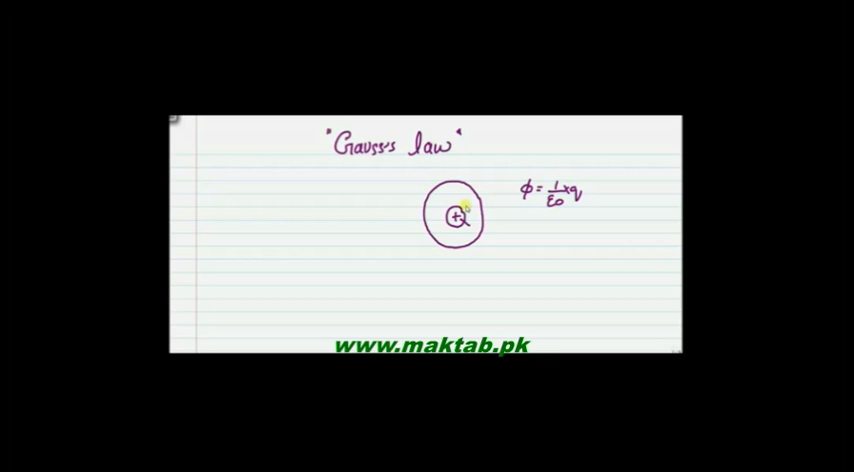 "Gauss's law"
ϕ = 1/ε0 × q
+
www.maktab.pk